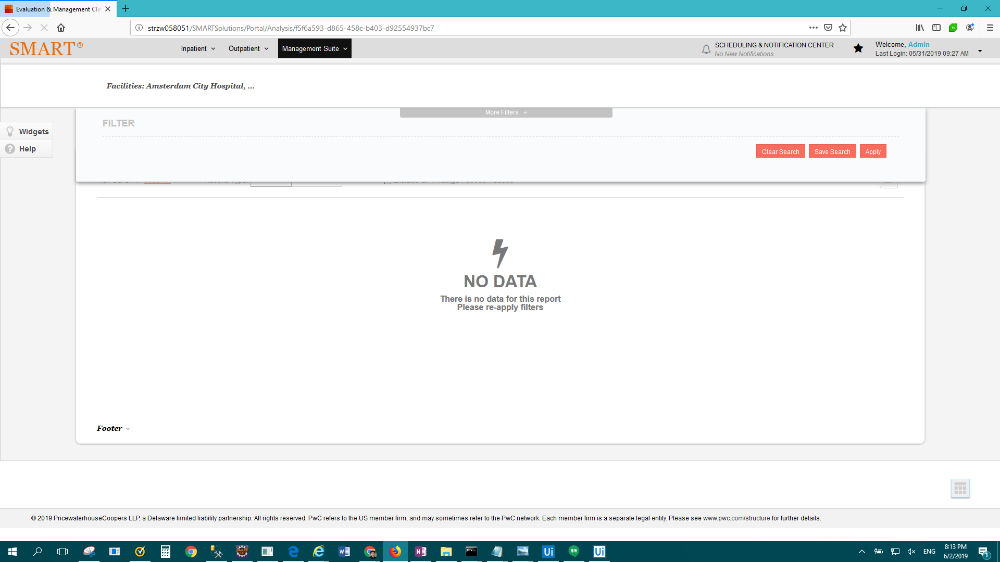 Evaluation & Management Clin
strzw058051/SMARTSolutions/Portal/Analysis/f5f6a593-d865-458c-b403-d92554937bc7
SMART®
Inpatient
Outpatient
Management Suite
SCHEDULING & NOTIFICATION CENTER
No New Notifications
Welcome, Admin
Last Login: 05/31/2019 09:27 AM
Facilities: Amsterdam City Hospital, ...
More Filters
FILTER
Widgets
Help
Clear Search
Save Search
Apply
NO DATA
There is no data for this report
Please re-apply filters
Footer
© 2019 PricewaterhouseCoopers LLP, a Delaware limited liability partnership. All rights reserved. PwC refers to the US member firm, and may sometimes refer to the PwC network. Each member firm is a separate legal entity. Please see www.pwc.com/structure for further details.
ENG
8:13 PM
6/2/2019
1